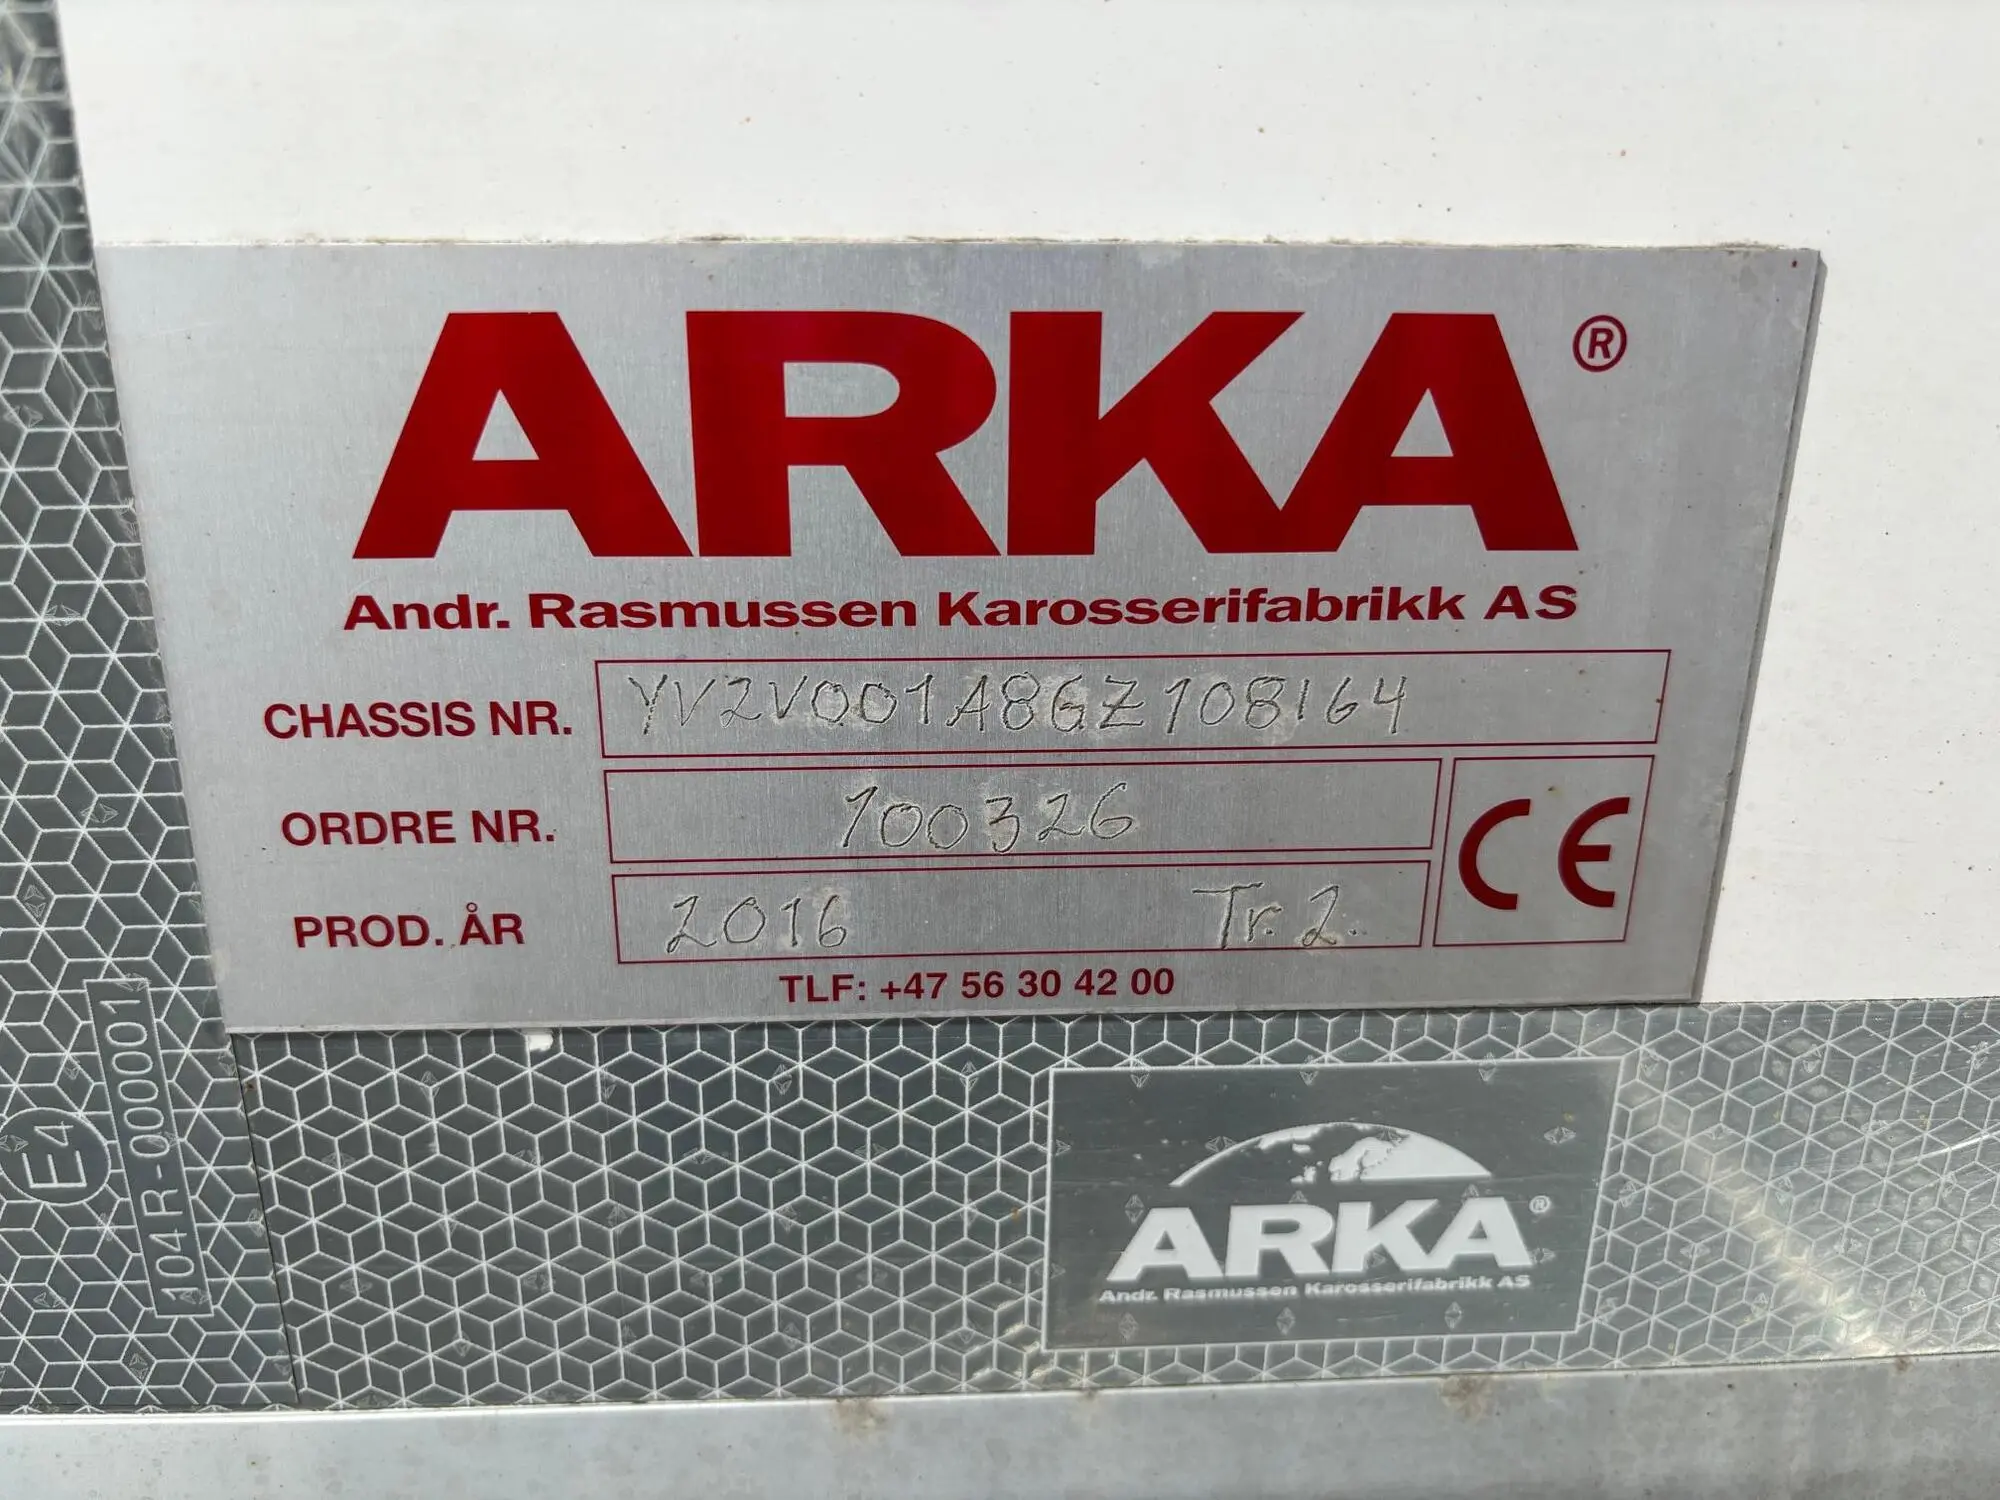 ARKA®
Andr. Rasmussen Karosserifabrikk AS
CHASSIS NR. YV2V001A8GZ108164
ORDRE NR. 100326
CE
PROD. ÅR 2016 Tr. 2.
TLF: +47 56 30 42 00
E4
104 R-000001
ARKA®
Andr. Rasmussen Karosserifabrikk AS